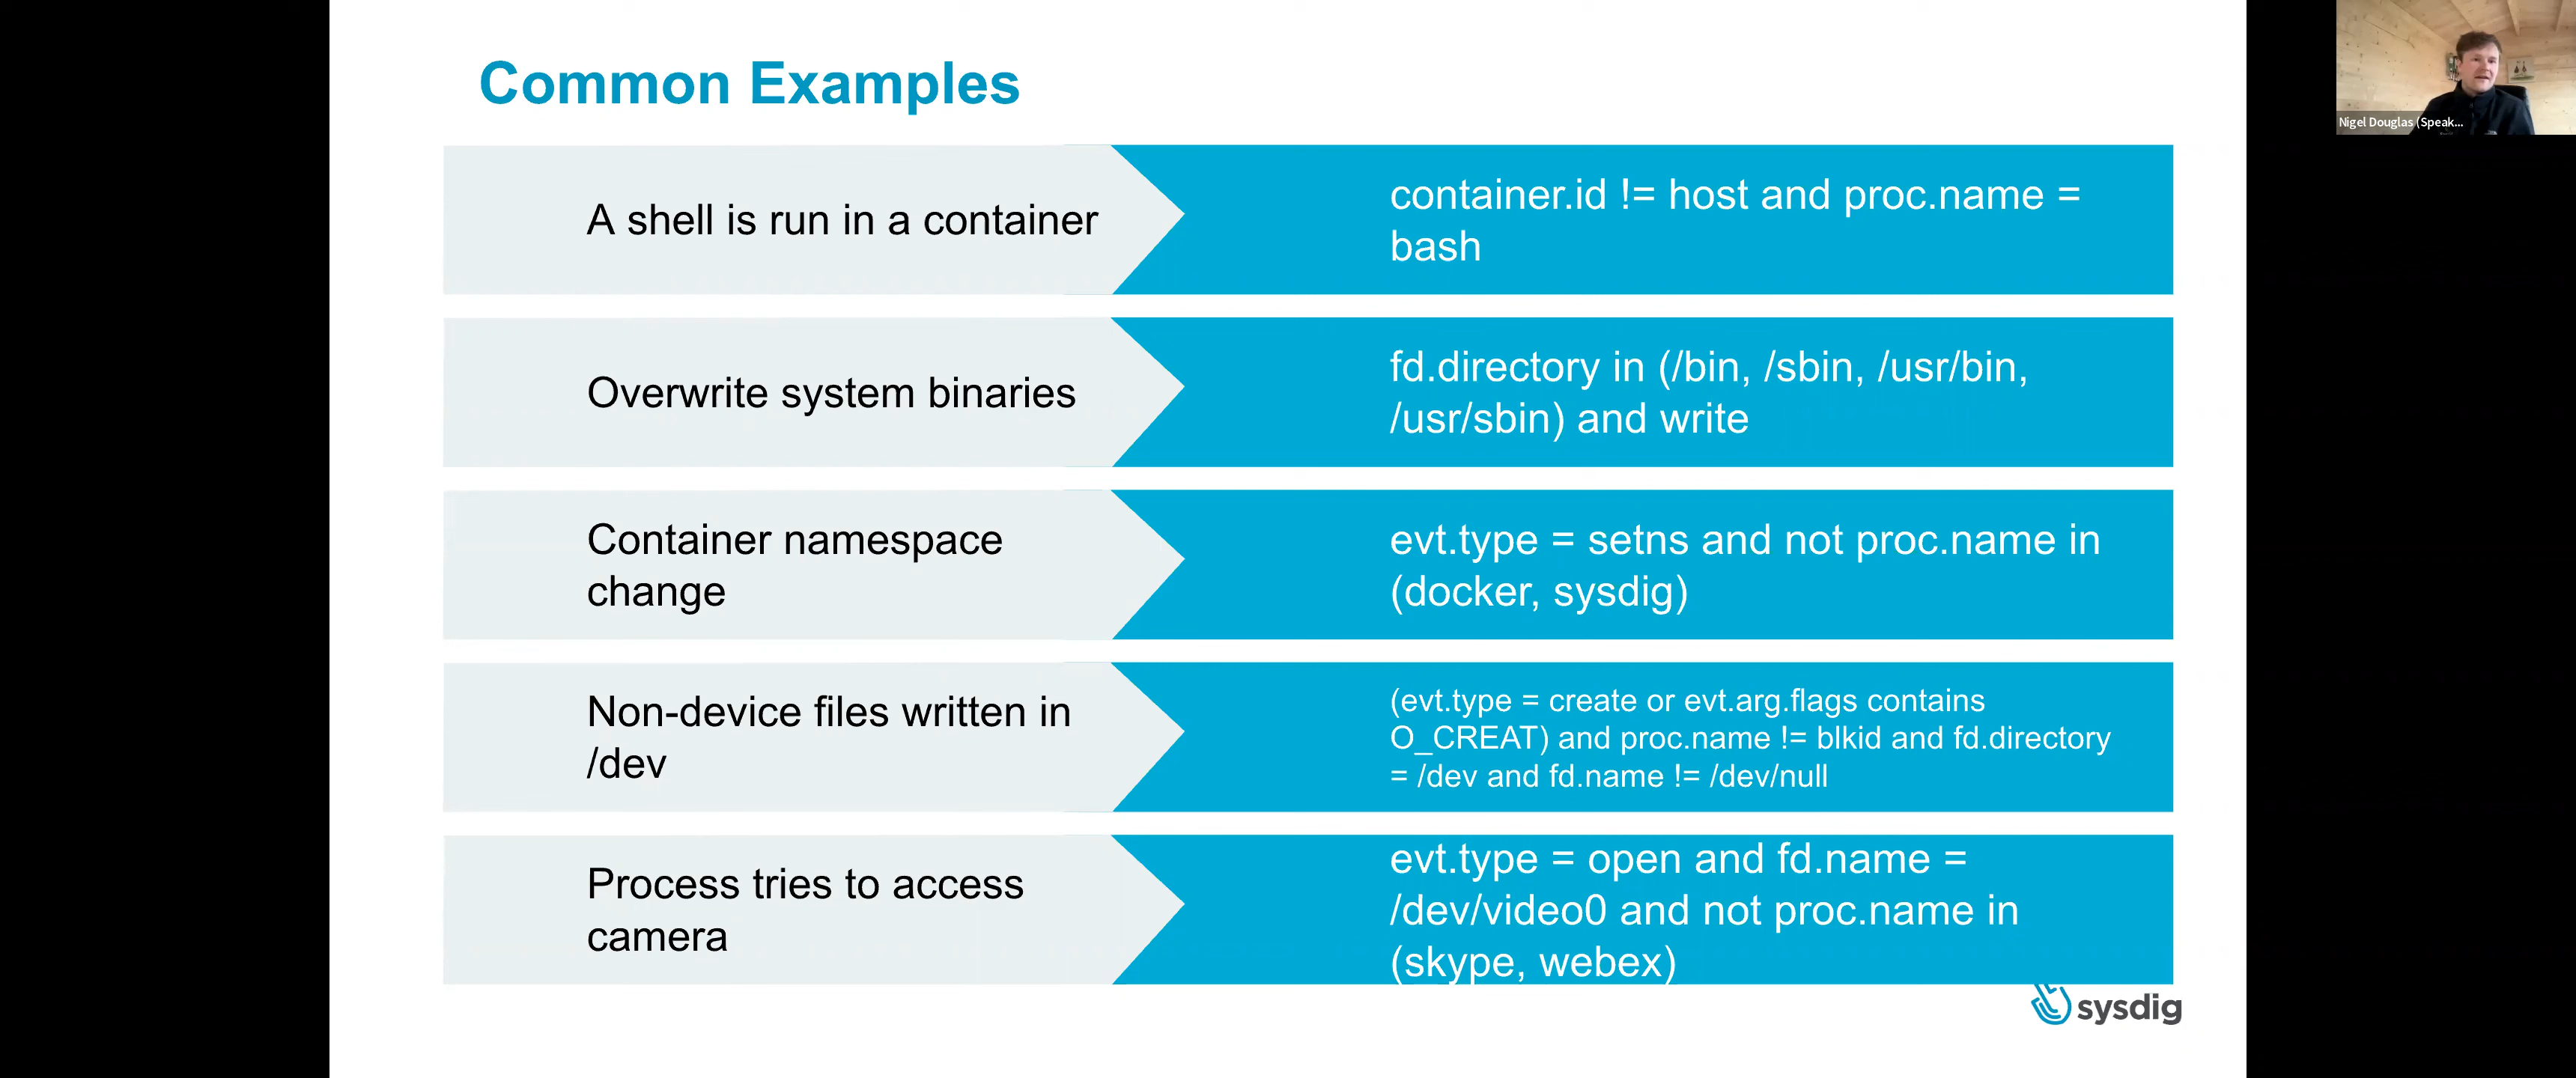 Common Examples
A shell is run in a container
container.id != host and proc.name =
bash
Overwrite system binaries
fd.directory in (/bin, /sbin, /usr/bin,
/usr/sbin) and write
Container namespace
change
evt.type = setns and not proc.name in
(docker, sysdig)
Non-device files written in
/dev
(evt.type = create or evt.arg.flags contains
O_CREAT) and proc.name != blkid and fd.directory
= /dev and fd.name != /dev/null
Process tries to access
camera
evt.type = open and fd.name =
/dev/video0 and not proc.name in
(skype, webex)
sysdig
Nigel Douglas (Speak...